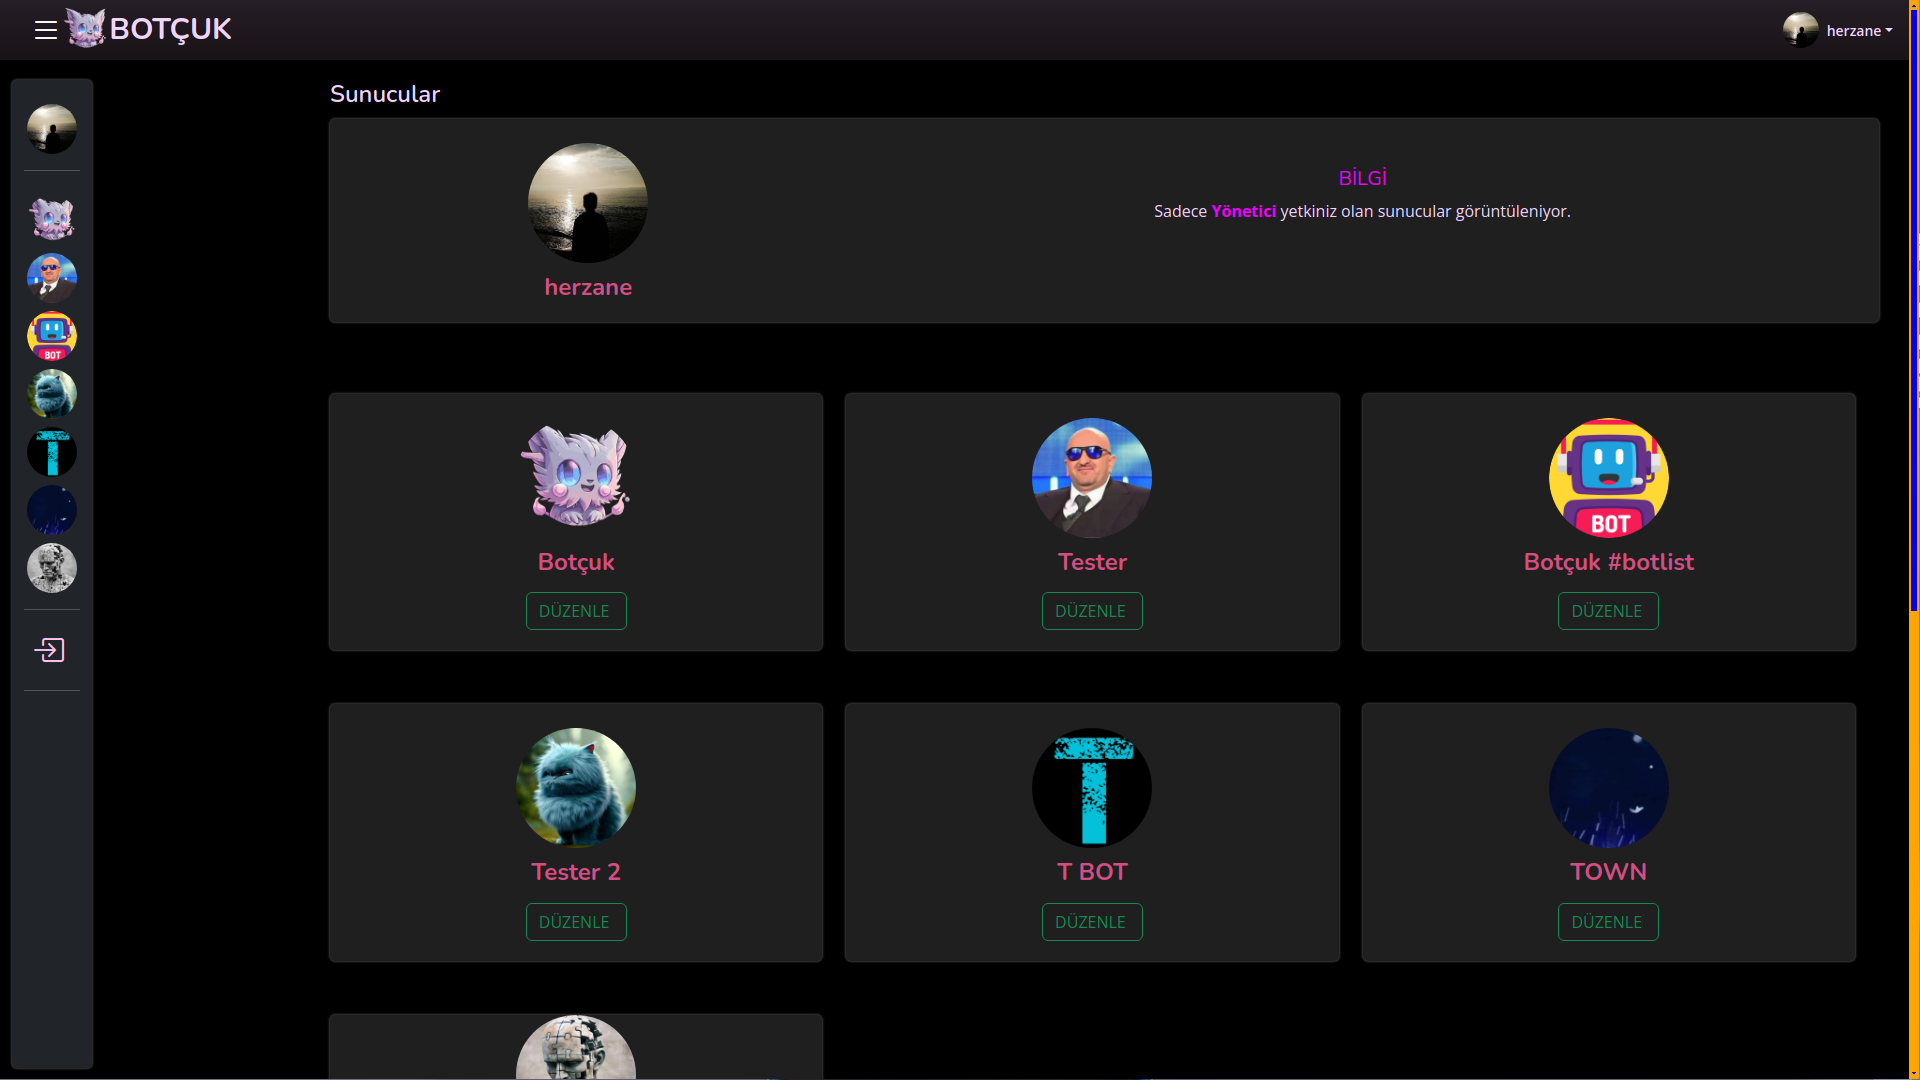 BOTÇUK
herzane
Sunucular
herzane
BİLGİ
Sadece Yönetici yetkiniz olan sunucular görüntüleniyor.
BOT
Botçuk
DÜZENLE
Tester
DÜZENLE
BOT
Botçuk #botlist
DÜZENLE
T
Tester 2
DÜZENLE
T
T BOT
DÜZENLE
TOWN
DÜZENLE